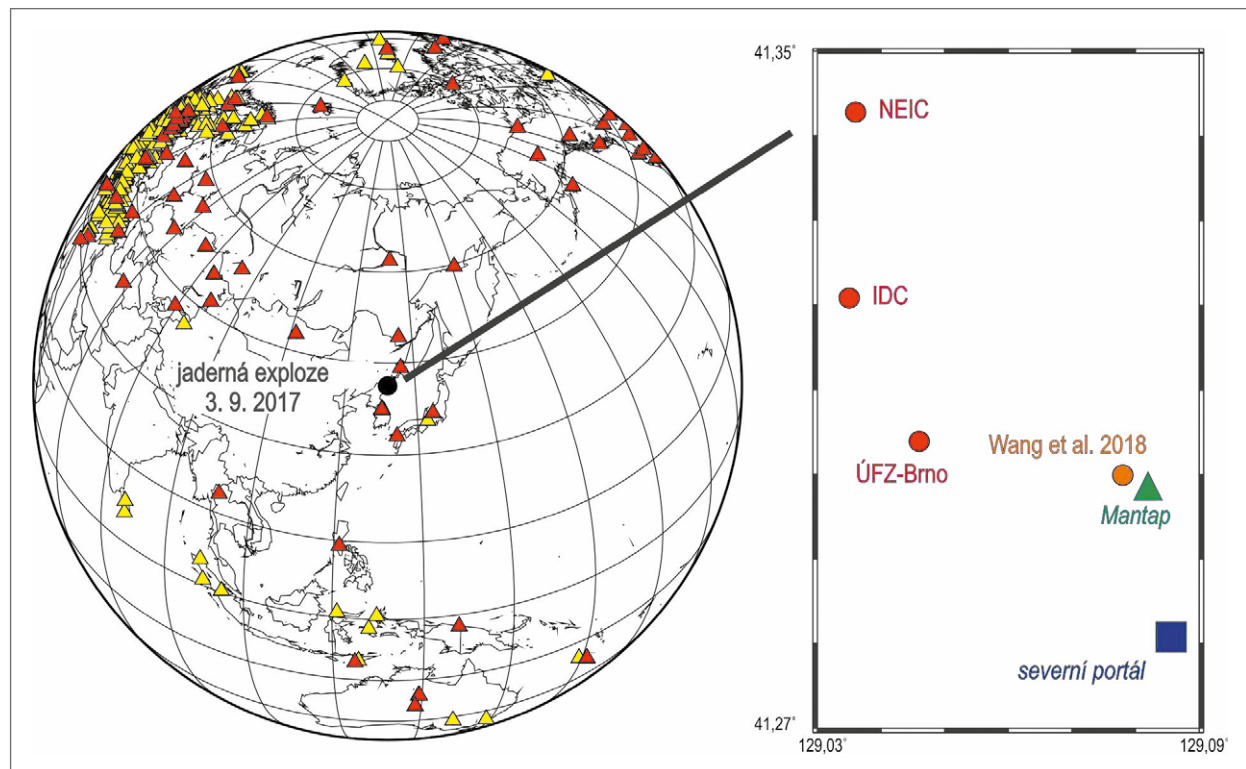 jaderná exploze
3. 9. 2017
41,35°
NEIC
IDC
ÚFZ-Brno
Wang et al. 2018
Mantap
severní portál
41,27°
129,03°
129,09°